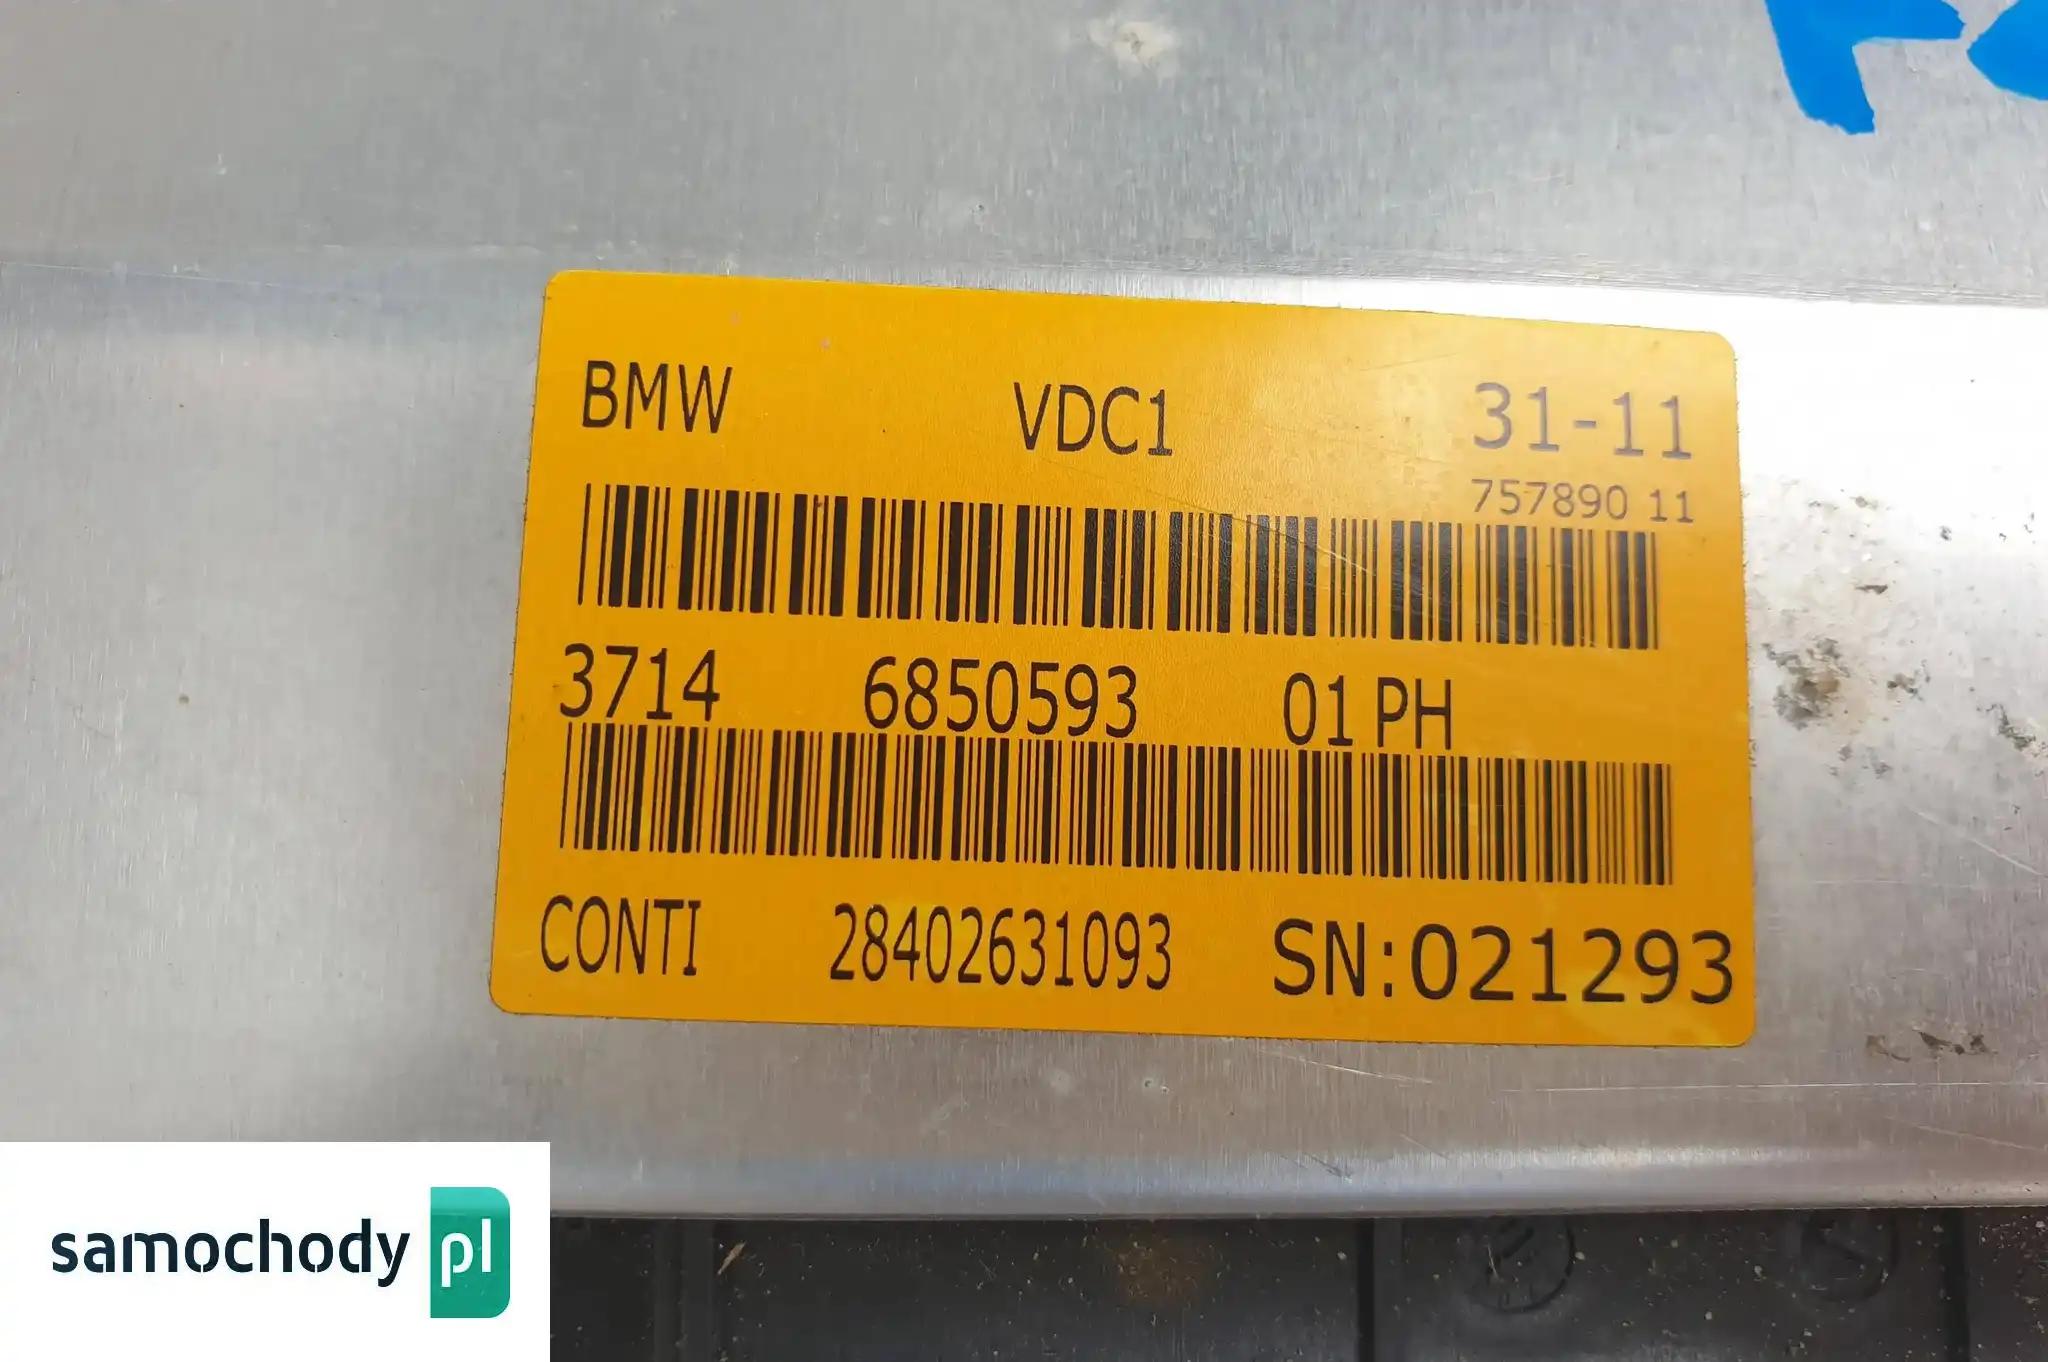 BMW VDC1 31-11
757890 11
3714 6850593 01 PH
CONTI 28402631093 SN:021293
samochody pl